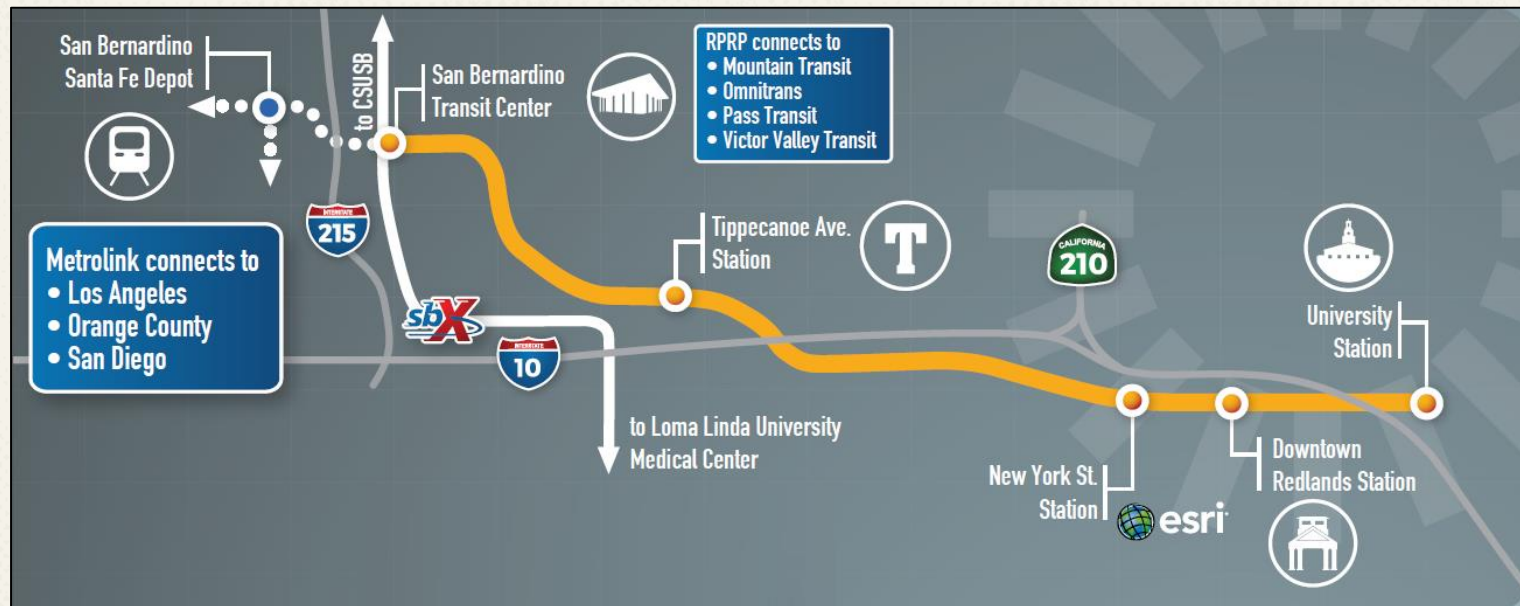 San Bernardino
Santa Fe Depot
to CSUSB
San Bernardino
Transit Center
RPRP connects to
• Mountain Transit
• Omnitrans
• Pass Transit
• Victor Valley Transit
INTERSTATE
215
Metrolink connects to
• Los Angeles
• Orange County
• San Diego
sbX
INTERSTATE
10
Tippecanoe Ave.
Station
T
CALIFORNIA
210
University
Station
to Loma Linda University
Medical Center
New York St.
Station
esri
Downtown
Redlands Station